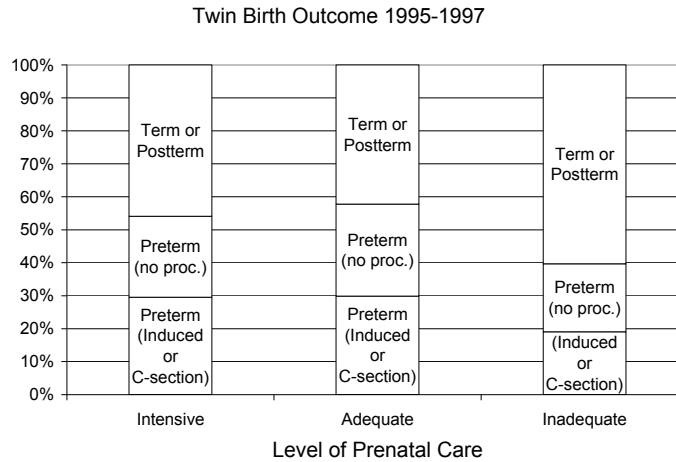 Twin Birth Outcome 1995-1997
100%
90%
80%
70%
60%
50%
40%
30%
20%
10%
0%
Term or
Postterm
Preterm
(no proc.)
Preterm
(Induced
or
C-section)
Term or
Postterm
Preterm
(no proc.)
Preterm
(Induced
or
C-section)
Term or
Postterm
Preterm
(no proc.)
(Induced
or
C-section)
Intensive Adequate Inadequate
Level of Prenatal Care